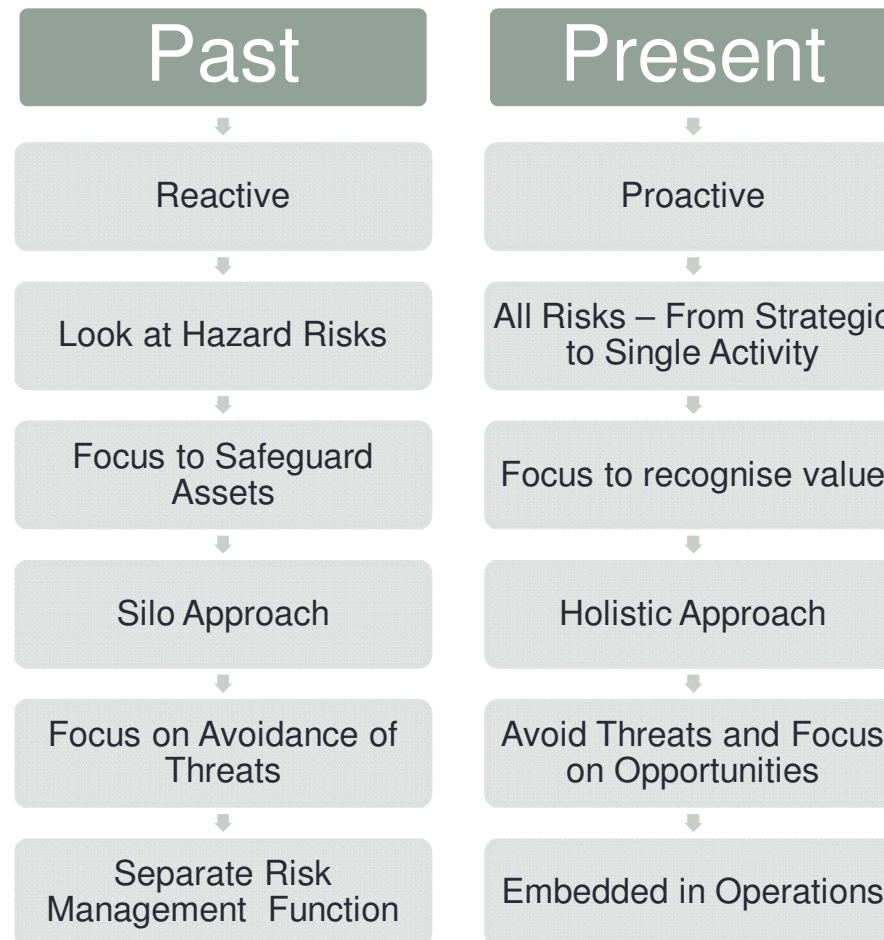 Past
Reactive
Look at Hazard Risks
Focus to Safeguard
Assets
Silo Approach
Focus on Avoidance of
Threats
Separate Risk
Management Function
Present
Proactive
All Risks – From Strategic
to Single Activity
Focus to recognise value
Holistic Approach
Avoid Threats and Focus
on Opportunities
Embedded in Operations